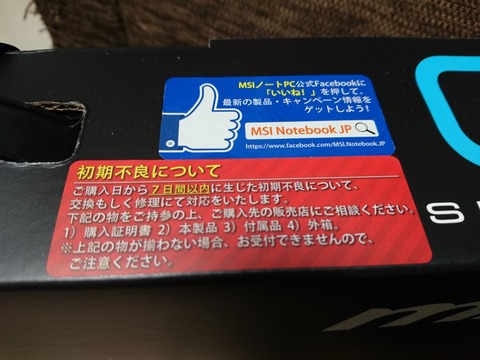 MSIノートPC公式Facebookに
「いいね!」を押して。
最新の製品・キャンペーン情報を
ゲットしよう!
MSI Notebook JP
https://www.facebook.com/MSI.Notebook.JP
初期不良について
ご購入日から7日間以内に生じた初期不良について、
交換もしく修理にて対応をいたします。
下記の物をご持参の上、ご購入先の販売店にご相談ください。
1)購入証明書 2)本製品 3)付属品 4)外箱。
※上記の物が揃わない場合、お受付できませんので、
ご注意ください。